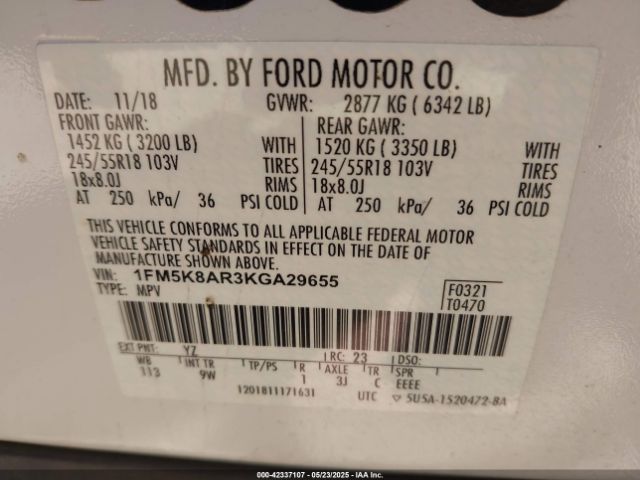 MFD. BY FORD MOTOR CO.
DATE: 11/18 GVWR: 2877 KG ( 6342 LB)
FRONT GAWR: REAR GAWR:
1452 KG ( 3200 LB) WITH 1520 KG ( 3350 LB) WITH
245/55R18 103V TIRES 245/55R18 103V TIRES
18x8.0J RIMS 18x8.0J RIMS
AT 250 kPa/ 36 PSI COLD AT 250 kPa/ 36 PSI COLD
THIS VEHICLE CONFORMS TO ALL APPLICABLE FEDERAL MOTOR
VEHICLE SAFETY STANDARDS IN EFFECT ON THE DATE OF
MANUFACTURE SHOWN ABOVE.
VIN: 1FM5K8AR3KGA29655 F0321
TYPE: MPV T0470
EXT PNT: YZ RC: 23 DSO:
WB INT TR TP/PS R AXLE TR SPR
113 9W 1 3J C EEEE
1201811171631 UTC 5U5A-1520472-BA
000-42337107 - 05/23/2025 - IAA Inc.